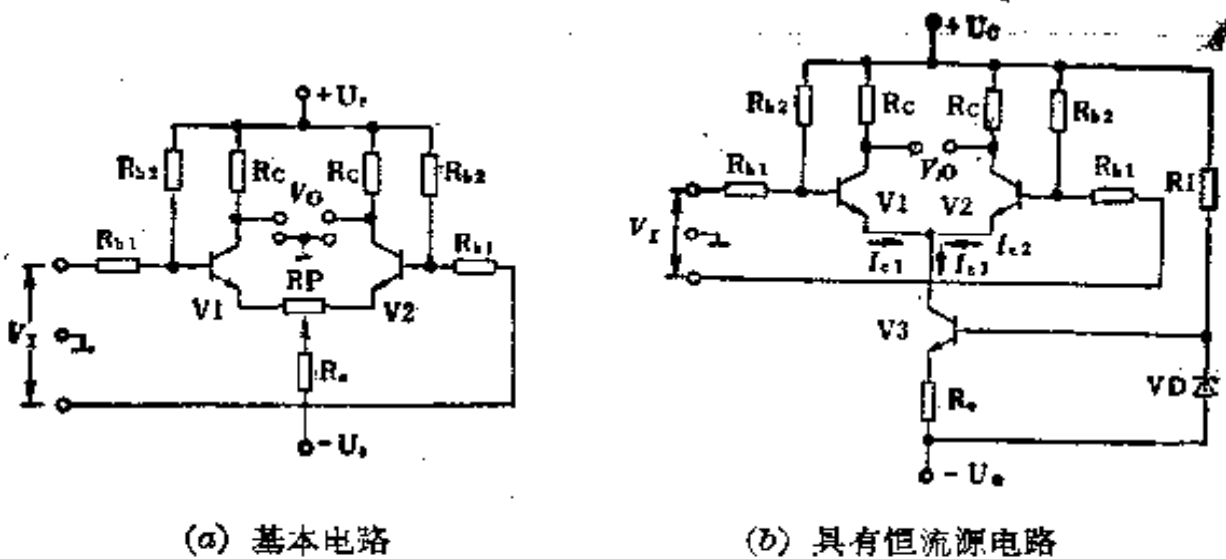 +Uc
Rb2
Rc
Rc
Rb2
Vo
Rb1
RP
Rb1
V1
V2
VI
Re
-Ue
(a) 基本电路
+Uc
Rb2
Rc
Rc
Rb2
Rb1
VO
Rb1
R1
V1
V2
VI
Ie1
Ie2
V3
VD
Re
-Ue
(b) 具有恒流源电路